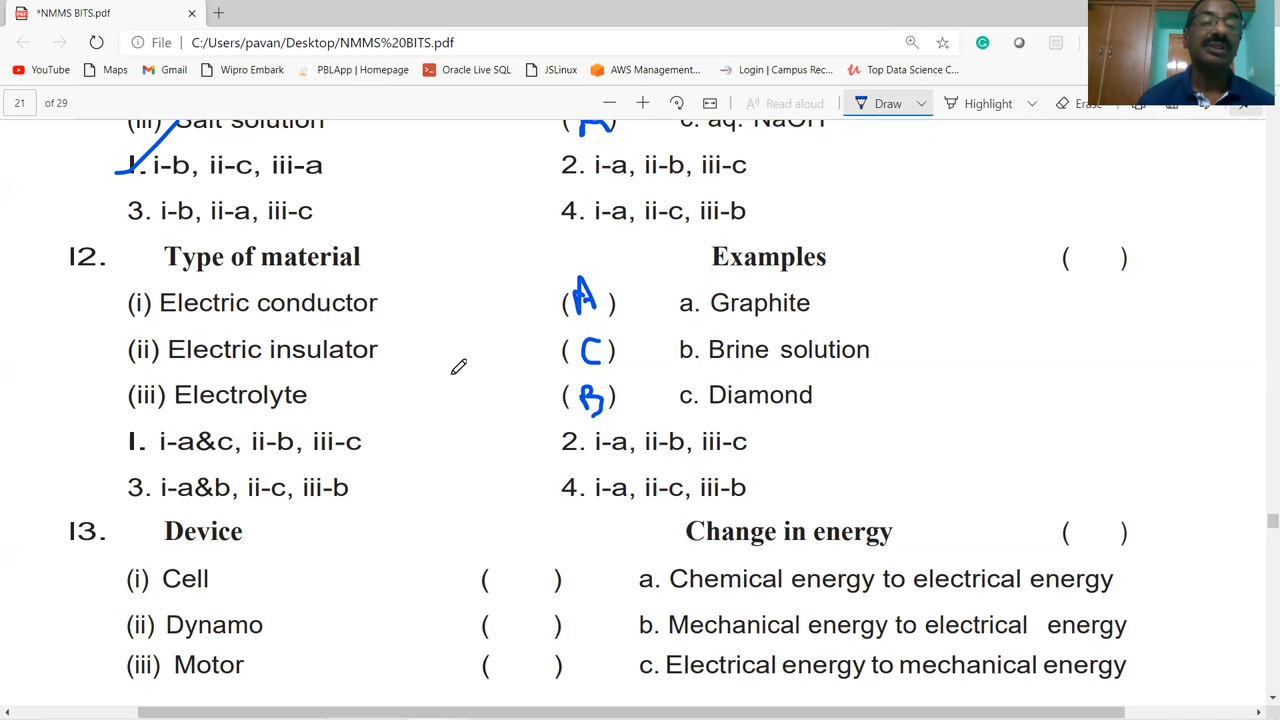 *NMMS BITS.pdf
File C:/Users/pavan/Desktop/NMMS%20BITS.pdf
YouTube Maps Gmail Wipro Embark PBLApp | Homepage Oracle Live SQL JSLinux AWS Management... Login | Campus Rec... Top Data Science C...
21 of 29 Read aloud Draw Highlight Erase
(iii) Salt solution (A) c. aq. NaOH
1. i-b, ii-c, iii-a 2. i-a, ii-b, iii-c
3. i-b, ii-a, iii-c 4. i-a, ii-c, iii-b
12. Type of material Examples ( )
(i) Electric conductor (A) a. Graphite
(ii) Electric insulator (C) b. Brine solution
(iii) Electrolyte (B) c. Diamond
1. i-a&c, ii-b, iii-c 2. i-a, ii-b, iii-c
3. i-a&b, ii-c, iii-b 4. i-a, ii-c, iii-b
13. Device Change in energy ( )
(i) Cell ( ) a. Chemical energy to electrical energy
(ii) Dynamo ( ) b. Mechanical energy to electrical energy
(iii) Motor ( ) c. Electrical energy to mechanical energy